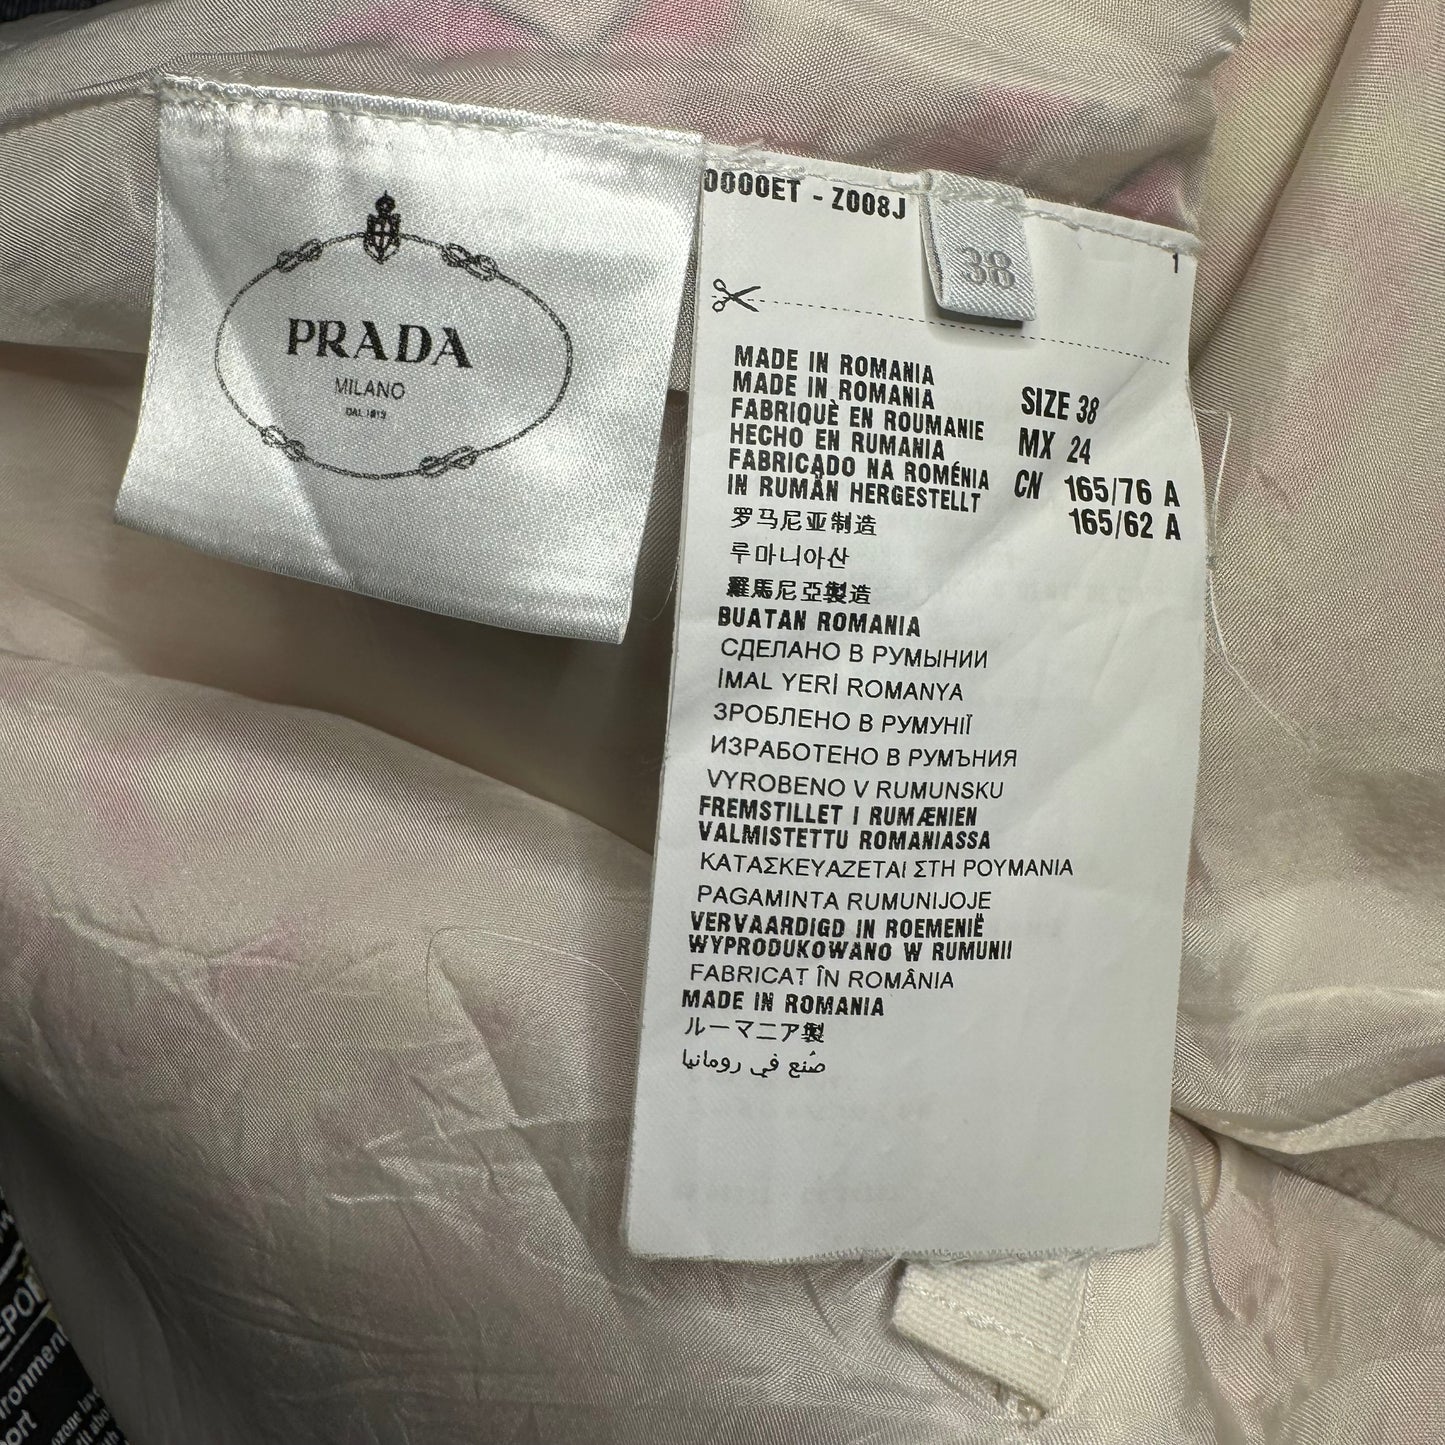 PRADA
MILANO
DAL 1913
0000ET - Z008J
38
1
MADE IN ROMANIA
MADE IN ROMANIA
FABRIQUÈ EN ROUMANIE
HECHO EN RUMANIA
FABRICADO NA ROMÉNIA
IN RUMÄN HERGESTELLT
SIZE 38
MX 24
CN 165/76 A
165/62 A
罗马尼亚制造
루마니아산
羅馬尼亞製造
BUATAN ROMANIA
СДЕЛАНО В РУМЫНИИ
İMAL YERİ ROMANYA
ЗРОБЛЕНО В РУМУНІЇ
ИЗРАБОТЕНО В РУМЪНИЯ
VYROBENO V RUMUNSKU
FREMSTILLET I RUMÆNIEN
VALMISTETTU ROMANIASSA
ΚΑΤΑΣΚΕΥΑΖΕΤΑΙ ΣΤΗ ΡΟΥΜΑΝΙΑ
PAGAMINTA RUMUNIJOJE
VERVAARDIGD IN ROEMENIË
WYPRODUKOWANO W RUMUNII
FABRICAT ÎN ROMÂNIA
MADE IN ROMANIA
ルーマニア製
صُنع في رومانيا